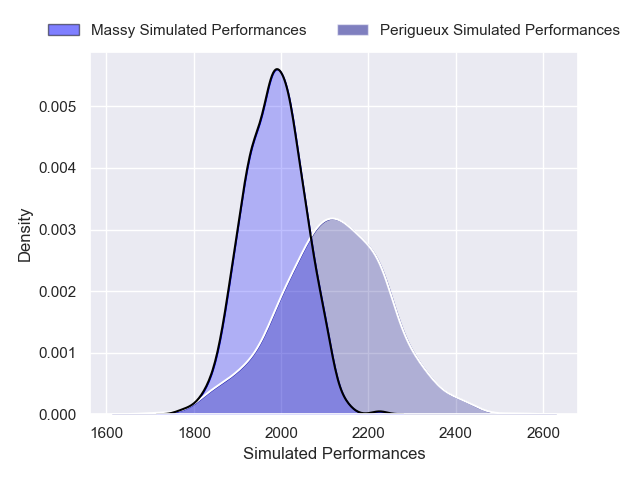 Massy Simulated Performances Perigueux Simulated Performances
0.005
0.004
0.003
0.002
0.001
0.000
Density
1600 1800 2000 2200 2400 2600
Simulated Performances